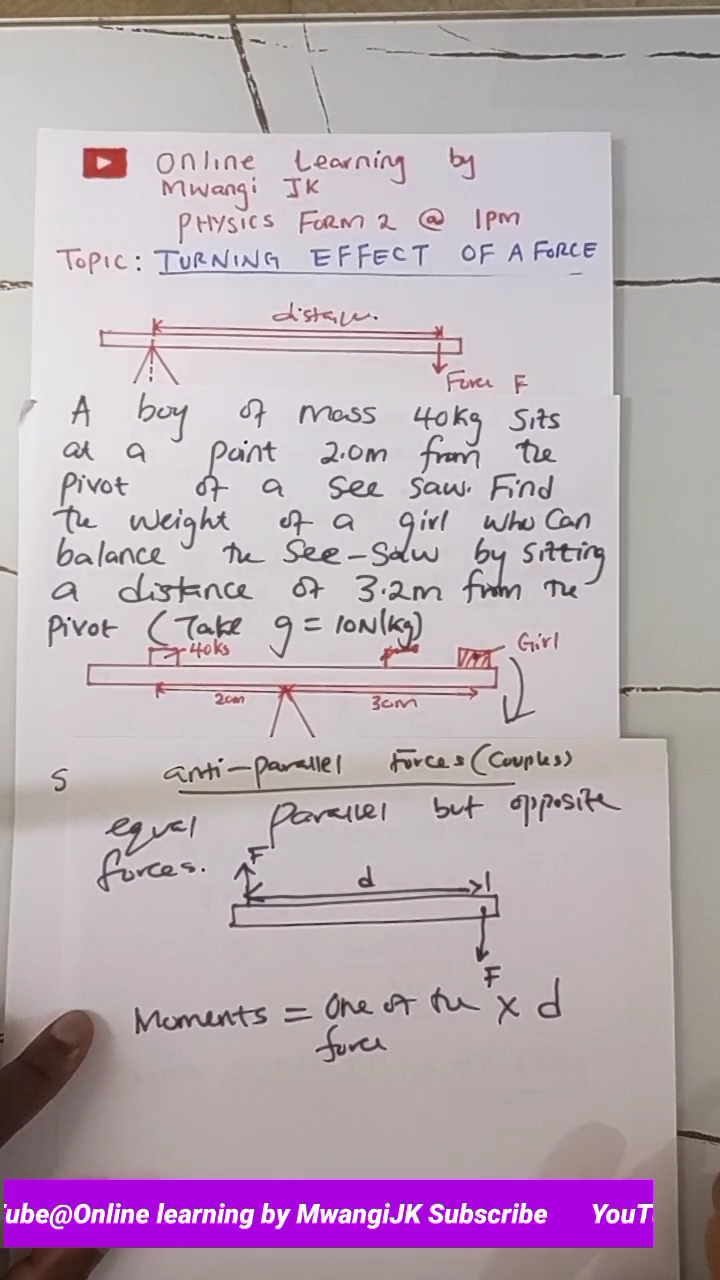 Online Learning by
Mwangi JK
PHYSICS FORM 2 @ 1PM
TOPIC: TURNING EFFECT OF A FORCE
distance.
Force F
A boy of mass 40kg sits
at a point 2.0m from the
pivot of a see saw. Find
the weight of a girl who can
balance the see-saw by sitting
a distance of 3.2m from the
pivot (Take g = 10N/kg)
40kg
Girl
2cm
3cm
S
anti-parallel forces (couples)
equal parallel but opposite
forces.
F
d
F
Moments = one of the x d
force
Tube@Online learning by MwangiJK Subscribe YouT